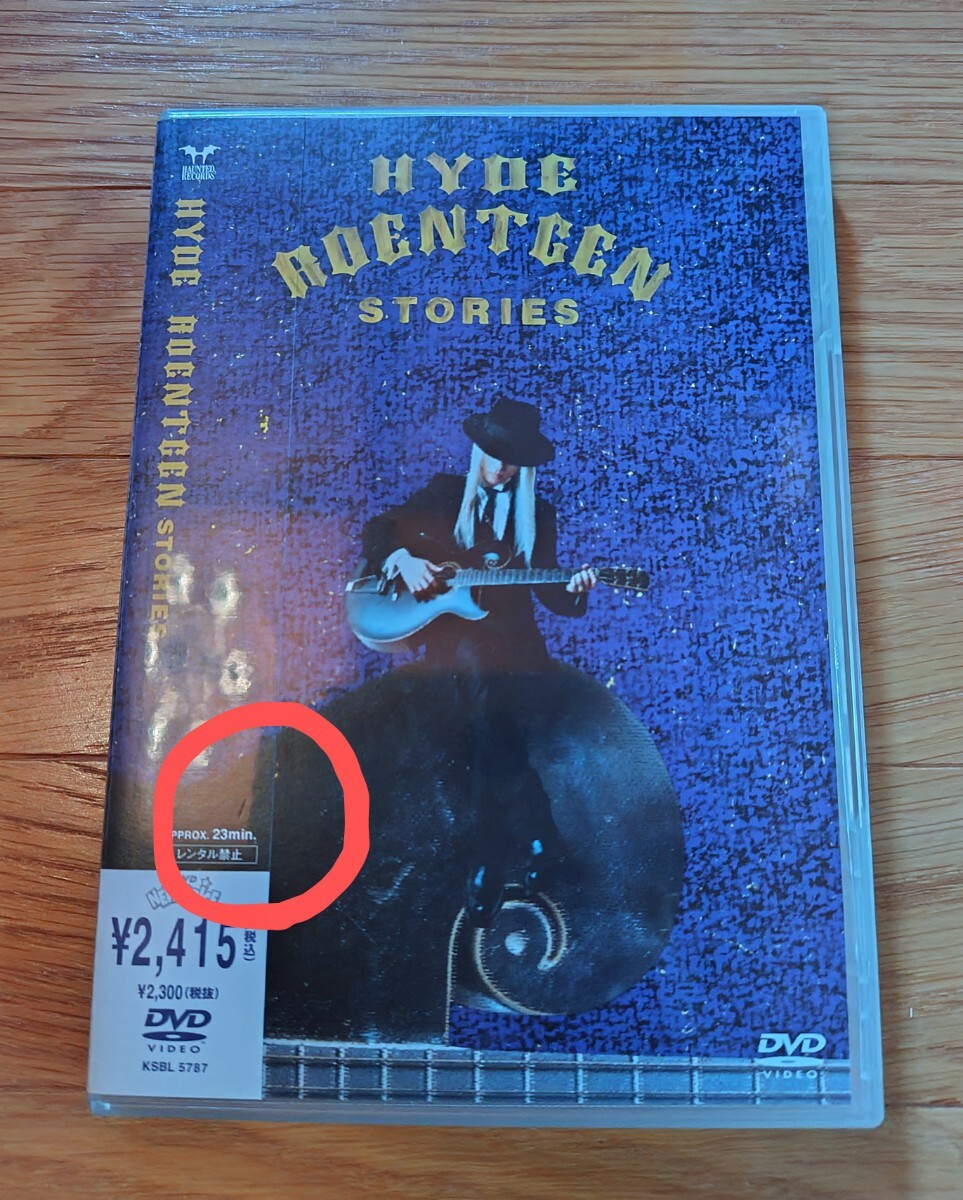 HAUNTED
RECORDS
HYDE ROENTGEN STORIES
HYDE
ROENTGEN
STORIES
PPROX. 23min.
レンタル禁止
¥2,415(税込)
¥2,300(税抜)
DVD
VIDEO
KSBL 5787
DVD
VIDEO